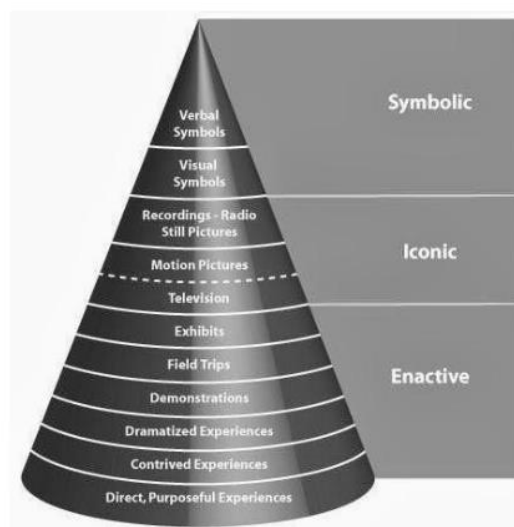 Verbal
Symbols
Symbolic
Visual
Symbols
Recordings - Radio
Still Pictures
Iconic
Motion Pictures
Television
Exhibits
Field Trips
Enactive
Demonstrations
Dramatized Experiences
Contrived Experiences
Direct, Purposeful Experiences